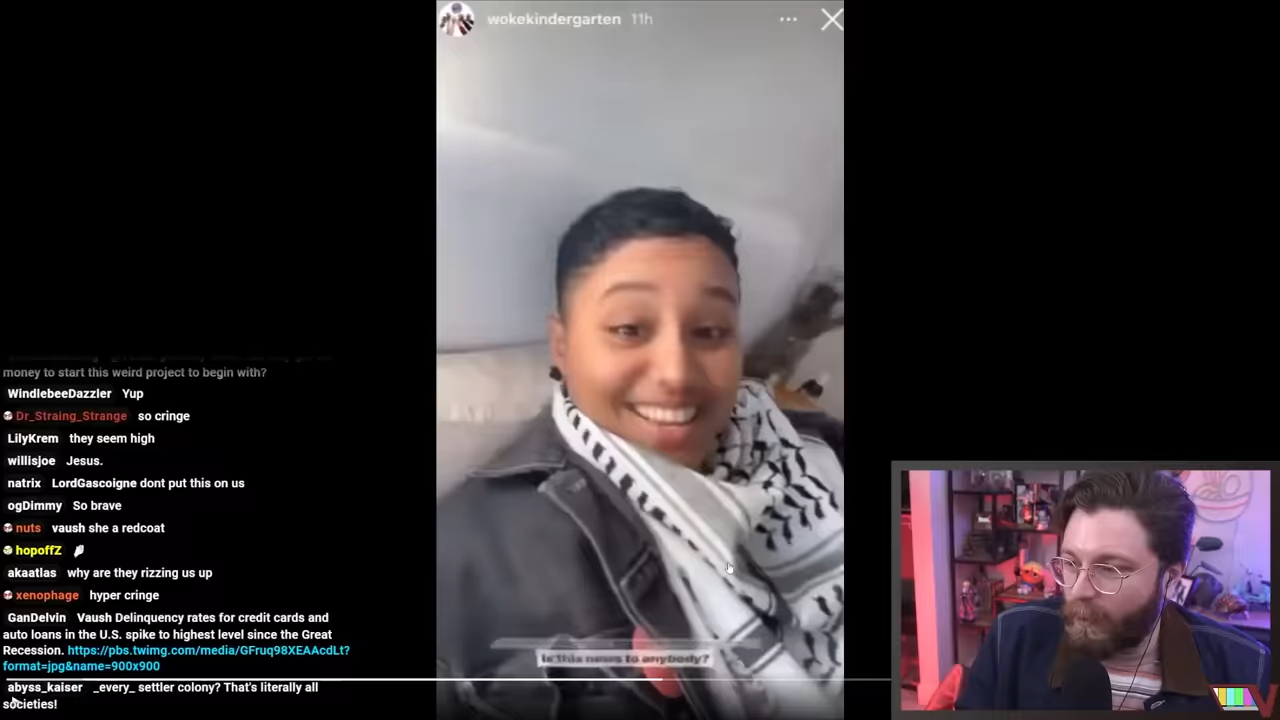 wokekindergarten 11h
money to start this weird project to begin with?
WindlebeeDazzler Yup
Dr_Straing_Strange so cringe
LilyKrem they seem high
willisjoe Jesus.
natrix LordGascoigne dont put this on us
ogDimmy So brave
nuts vaush she a redcoat
hopoffZ
akaatlas why are they rizzing us up
xenophage hyper cringe
GanDelvin Vaush Delinquency rates for credit cards and
auto loans in the U.S. spike to highest level since the Great
Recession. https://pbs.twimg.com/media/GFruq98XEAAcdLt?
format=jpg&name=900x900
abyss_kaiser _every_ settler colony? That's literally all
societies!
Is this news to anybody?